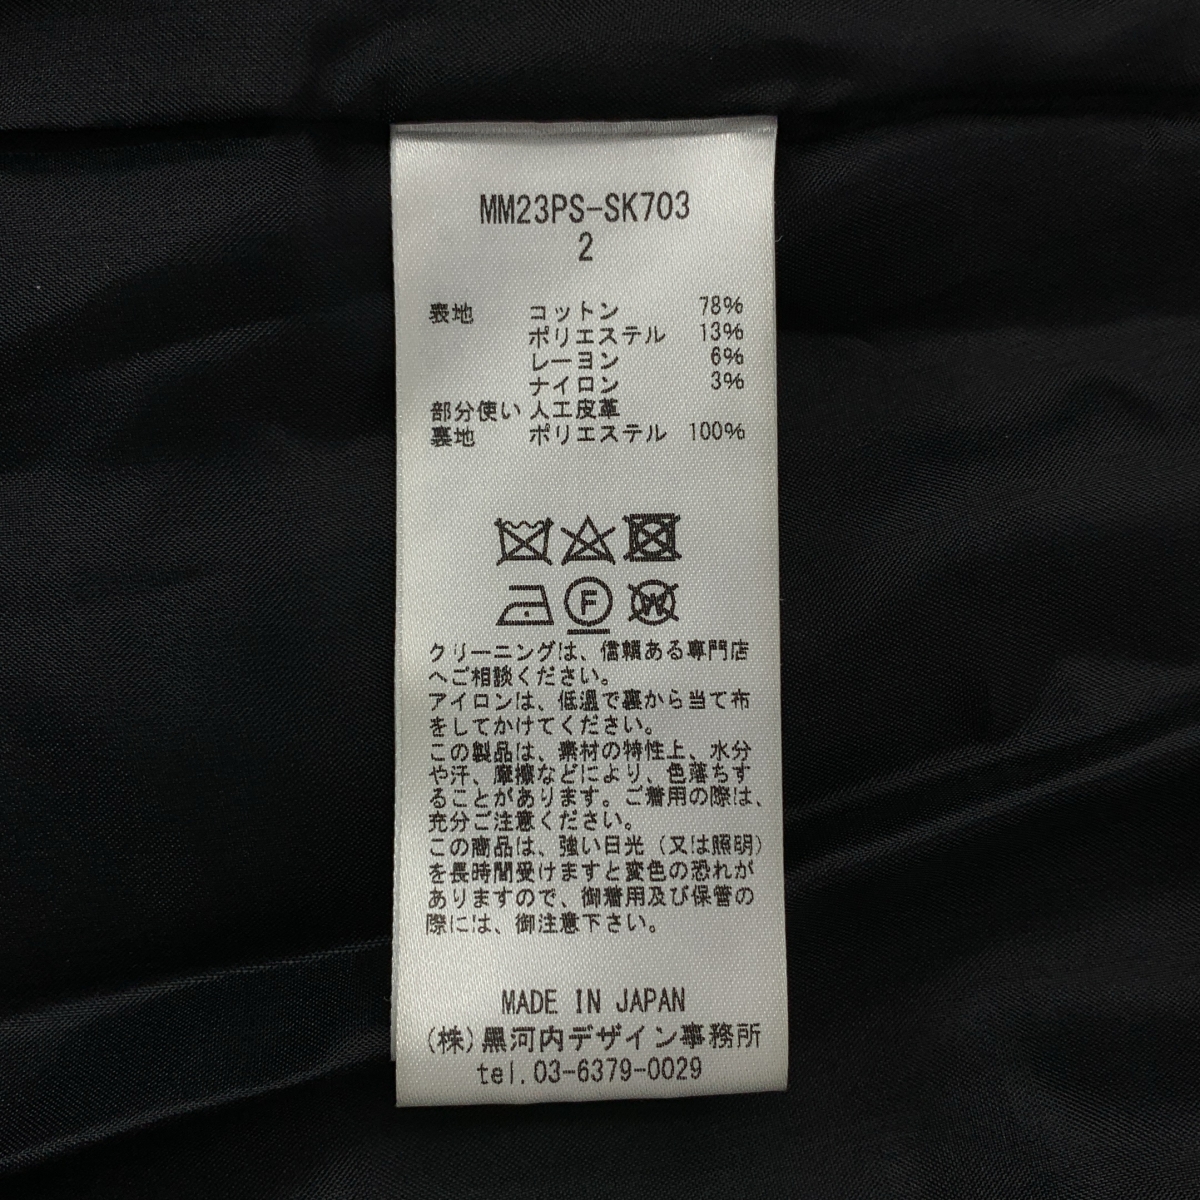 MM23PS-SK703
2
表地 コットン 78%
ポリエステル 13%
レーヨン 6%
ナイロン 3%
部分使い 人工皮革
裏地 ポリエステル 100%
F
W
クリーニングは、信頼ある専門店
へご相談ください。
アイロンは、低温で裏から当て布
をしてかけてください。
この製品は、素材の特性上、水分
や汗、摩擦などにより、色落ちす
ることがあります。ご着用の際は、
充分ご注意ください。
この商品は、強い日光（又は照明）
を長時間受けますと変色の恐れが
ありますので、御着用及び保管の
際には、御注意下さい。
MADE IN JAPAN
(株)黒河内デザイン事務所
tel.03-6379-0029